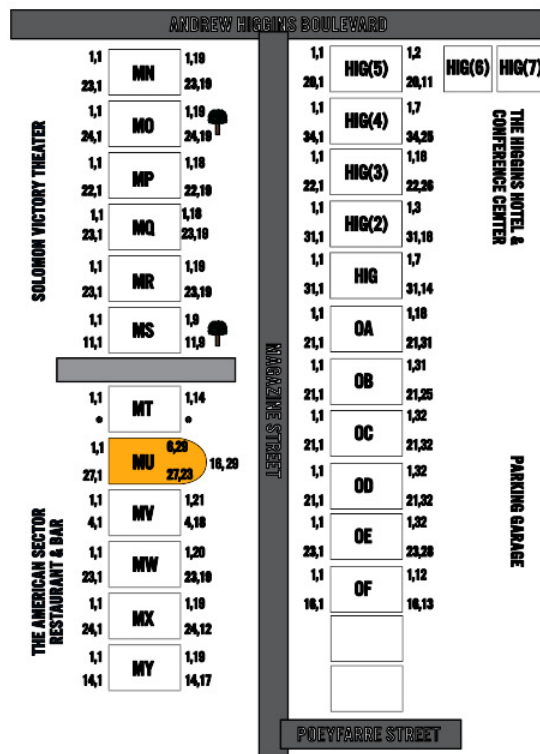 ANDREW HIGGINS BOULEVARD
SOLOMON VICTORY THEATER
1,1 MN 1,19
23,1 23,19
1,1 MO 1,19
24,1 24,19
1,1 MP 1,18
22,1 22,19
1,1 MQ 1,18
23,1 23,19
1,1 MR 1,19
23,1 23,19
1,1 MS 1,9
11,1 11,9
THE AMERICAN SECTOR
RESTAURANT & BAR
1,1 MT 1,14
* *
1,1 MU 6,29
16,29
27,1 27,23
1,1 MV 1,21
4,1 4,18
1,1 MW 1,20
23,1 23,19
1,1 MX 1,19
24,1 24,12
1,1 MY 1,19
14,1 14,17
MAGAZINE STREET
1,1 HIG(5) 1,2
20,1 20,11
HIG(6) HIG(7)
1,1 HIG(4) 1,7
34,1 34,25
1,1 HIG(3) 1,16
22,1 22,26
1,1 HIG(2) 1,3
31,1 31,16
1,1 HIG 1,7
31,1 31,14
1,1 OA 1,18
21,1 21,31
1,1 OB 1,31
21,1 21,25
1,1 OC 1,32
21,1 21,32
1,1 OD 1,32
21,1 21,32
1,1 OE 1,32
23,1 23,28
1,1 OF 1,12
16,1 16,13
THE HIGGINS HOTEL &
CONFERENCE CENTER
PARKING GARAGE
POEYFARRE STREET